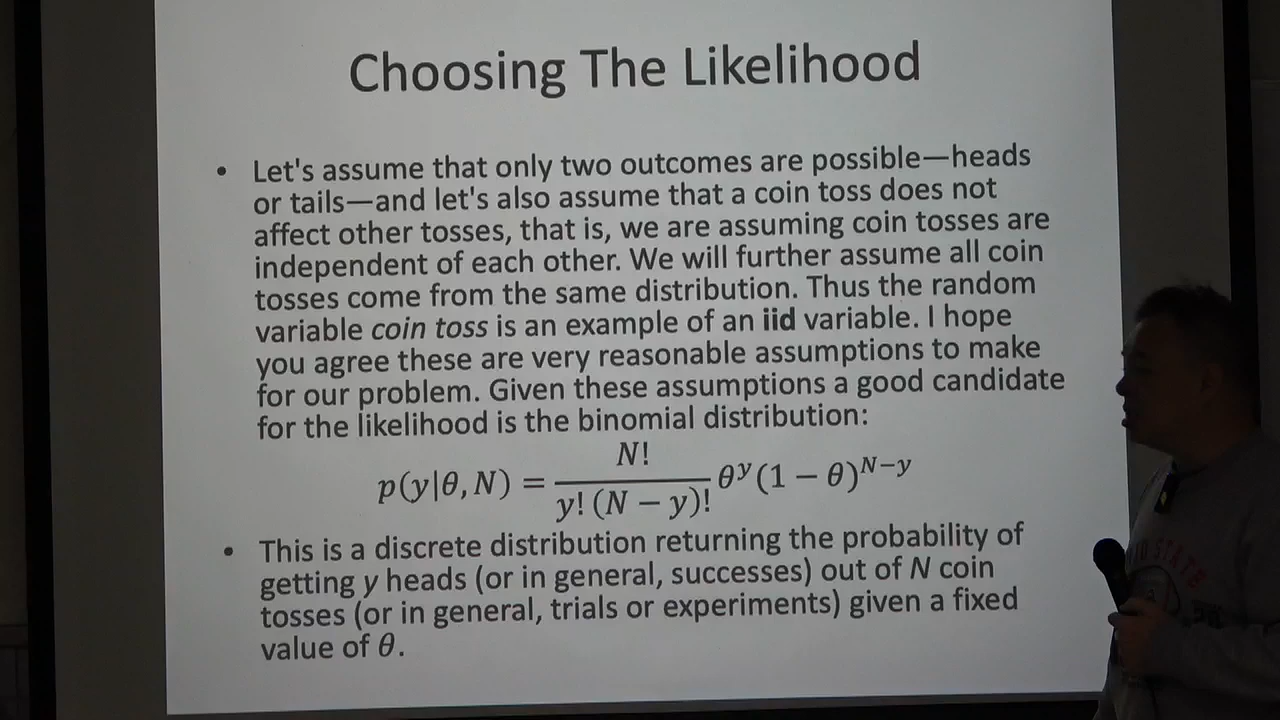 Choosing The Likelihood
• Let's assume that only two outcomes are possible—heads
or tails—and let's also assume that a coin toss does not
affect other tosses, that is, we are assuming coin tosses are
independent of each other. We will further assume all coin
tosses come from the same distribution. Thus the random
variable coin toss is an example of an iid variable. I hope
you agree these are very reasonable assumptions to make
for our problem. Given these assumptions a good candidate
for the likelihood is the binomial distribution:
p(y|θ, N) = N! / y! (N − y)! θ^y (1 − θ)^{N−y}
• This is a discrete distribution returning the probability of
getting y heads (or in general, successes) out of N coin
tosses (or in general, trials or experiments) given a fixed
value of θ.
STATE